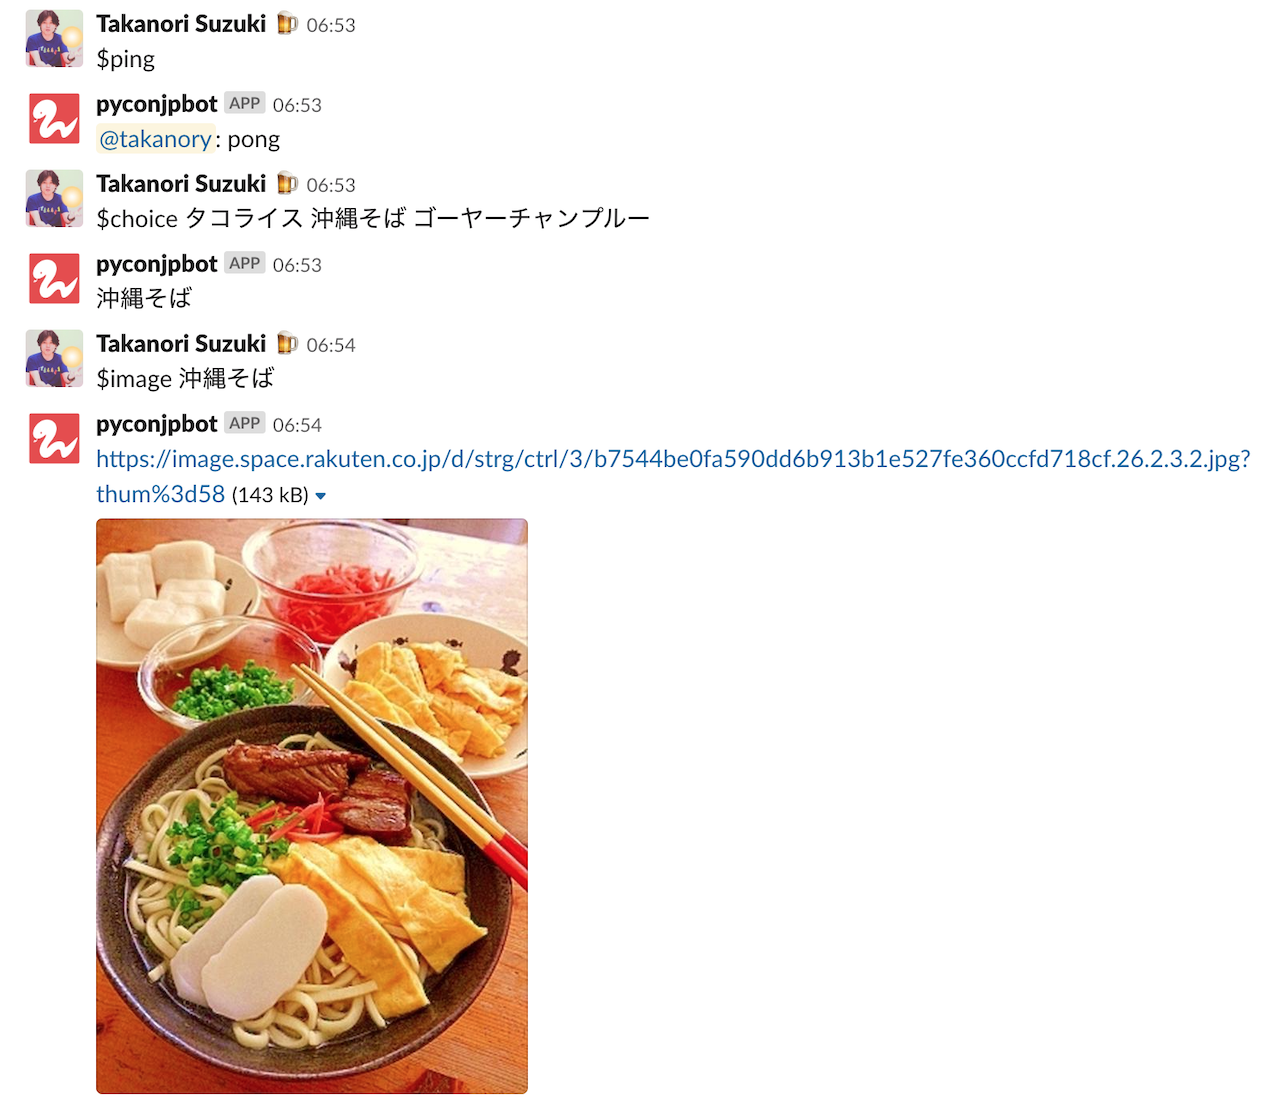 Takanori Suzuki 🍺 06:53
$ping
pyconjpbot APP 06:53
@takanory: pong
Takanori Suzuki 🍺 06:53
$choice タコライス 沖縄そば ゴーヤーチャンプルー
pyconjpbot APP 06:53
沖縄そば
Takanori Suzuki 🍺 06:54
$image 沖縄そば
pyconjpbot APP 06:54
https://image.space.rakuten.co.jp/d/strg/ctrl/3/b7544be0fa590dd6b913b1e527fe360ccfd718cf.26.2.3.2.jpg?
thum%3d58 (143 kB)